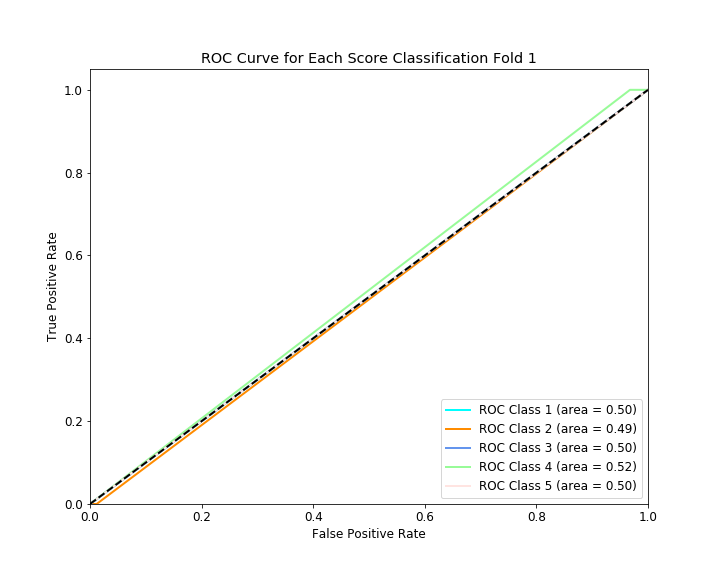 ROC Curve for Each Score Classification Fold 1
1.0
0.8
0.6
0.4
0.2
0.0
True Positive Rate
ROC Class 1 (area = 0.50)
ROC Class 2 (area = 0.49)
ROC Class 3 (area = 0.50)
ROC Class 4 (area = 0.52)
ROC Class 5 (area = 0.50)
0.0 0.2 0.4 0.6 0.8 1.0
False Positive Rate